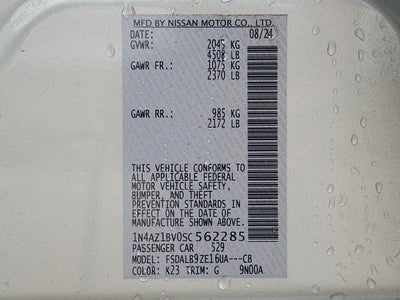 MFD BY NISSAN MOTOR CO., LTD.
DATE: 08/24
GVWR: 2045 KG
4508 LB
GAWR FR.: 1075 KG
2370 LB
GAWR RR.: 985 KG
2172 LB
THIS VEHICLE CONFORMS TO
ALL APPLICABLE FEDERAL
MOTOR VEHICLE SAFETY,
BUMPER, AND THEFT
PREVENTION STANDARDS IN
EFFECT ON THE DATE OF
MANUFACTURE SHOWN ABOVE.
1N4AZ1BV0SC562285
PASSENGER CAR 529
MODEL: FSDALB9ZE16UA---CB
COLOR: K23 TRIM: G 9N00A